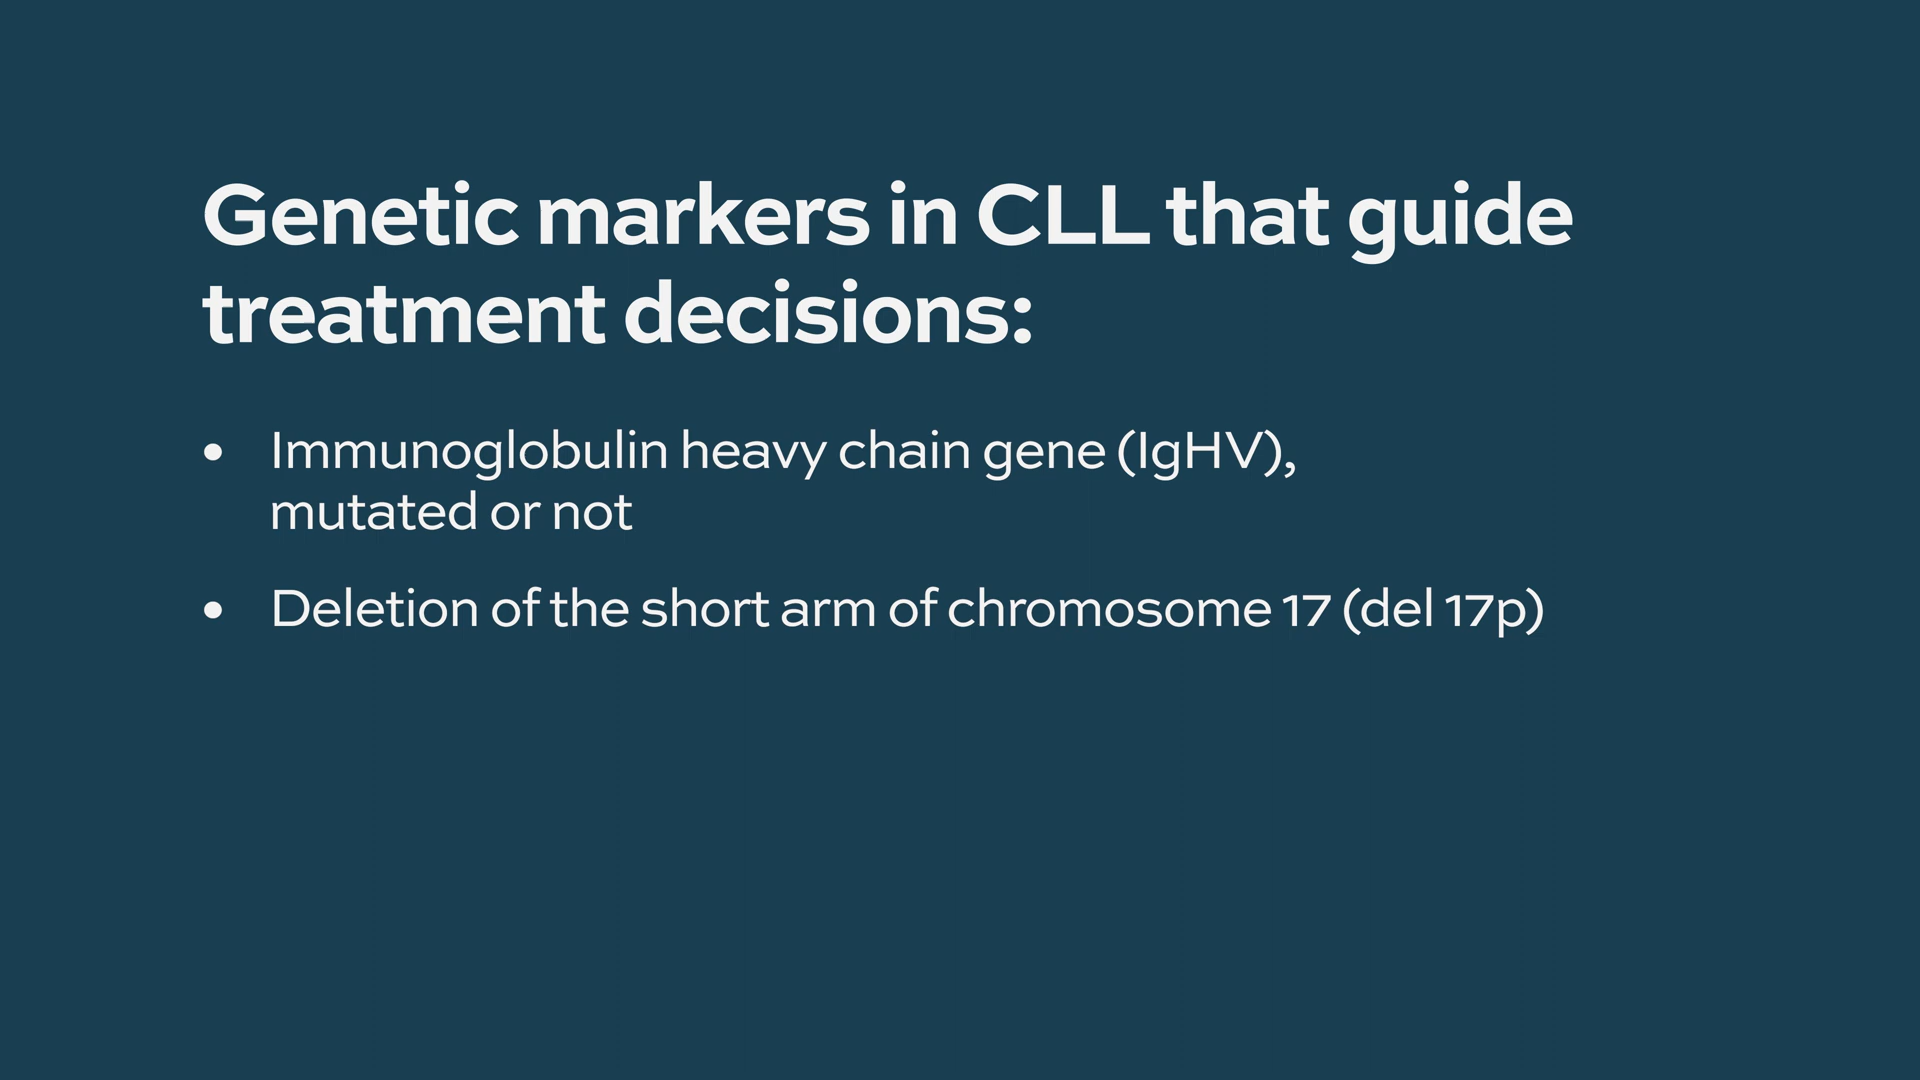 Genetic markers in CLL that guide
treatment decisions:
• Immunoglobulin heavy chain gene (IgHV),
mutated or not
• Deletion of the short arm of chromosome 17 (del 17p)